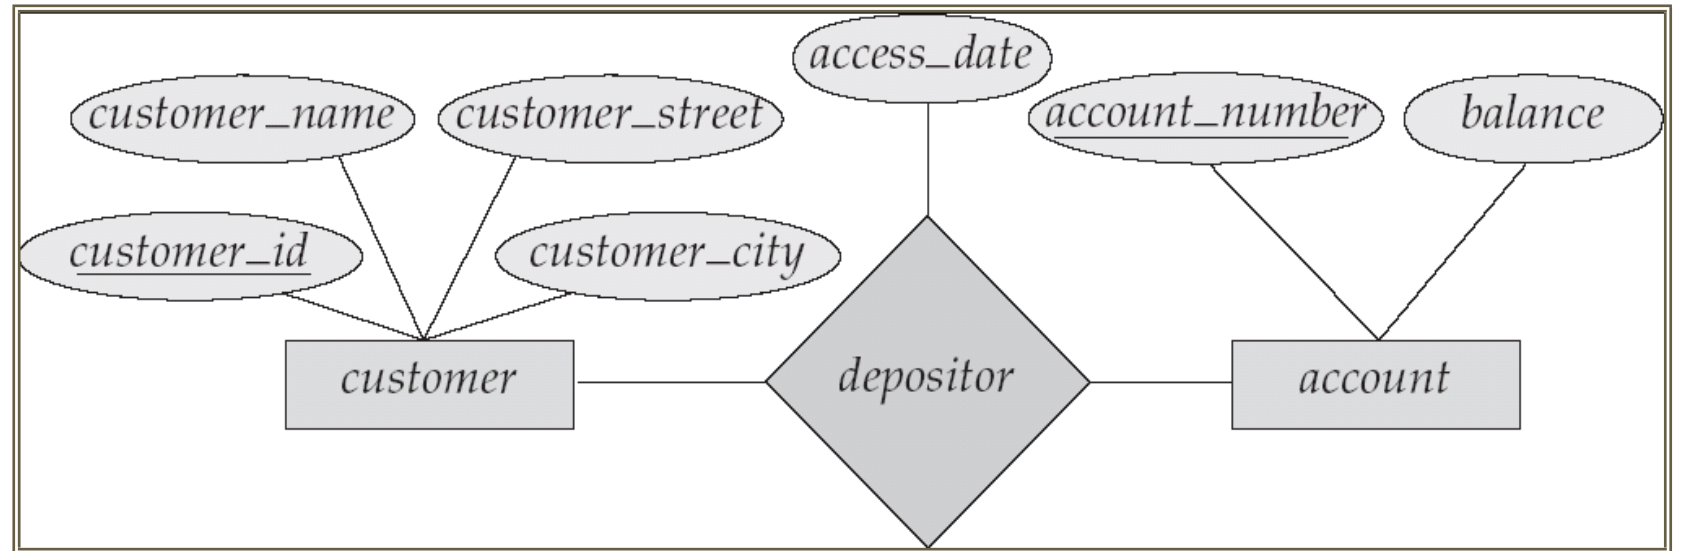 access_date
customer_name
customer_street
account_number
balance
customer_id
customer_city
customer
depositor
account